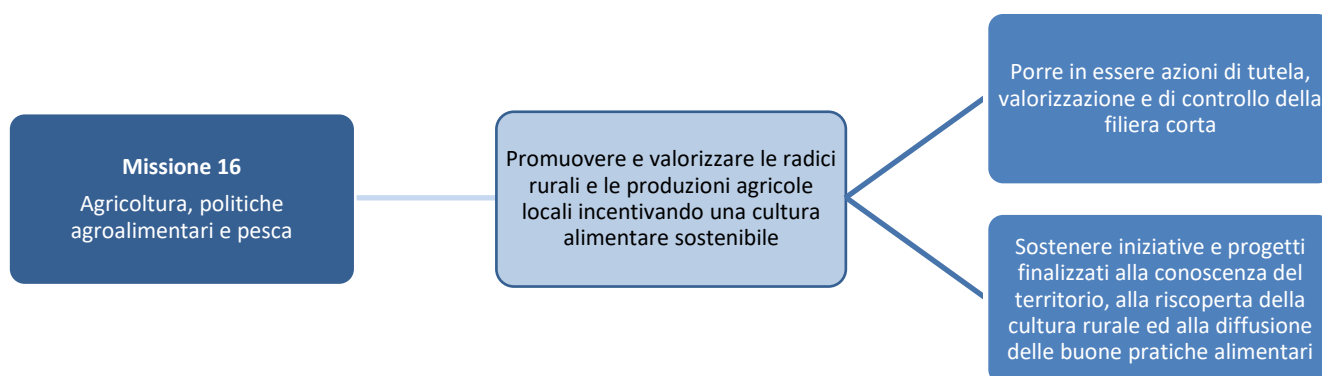 Missione 16
Agricoltura, politiche
agroalimentari e pesca
Promuovere e valorizzare le radici
rurali e le produzioni agricole
locali incentivando una cultura
alimentare sostenibile
Porre in essere azioni di tutela,
valorizzazione e di controllo della
filiera corta
Sostenere iniziative e progetti
finalizzati alla conoscenza del
territorio, alla riscoperta della
cultura rurale ed alla diffusione
delle buone pratiche alimentari